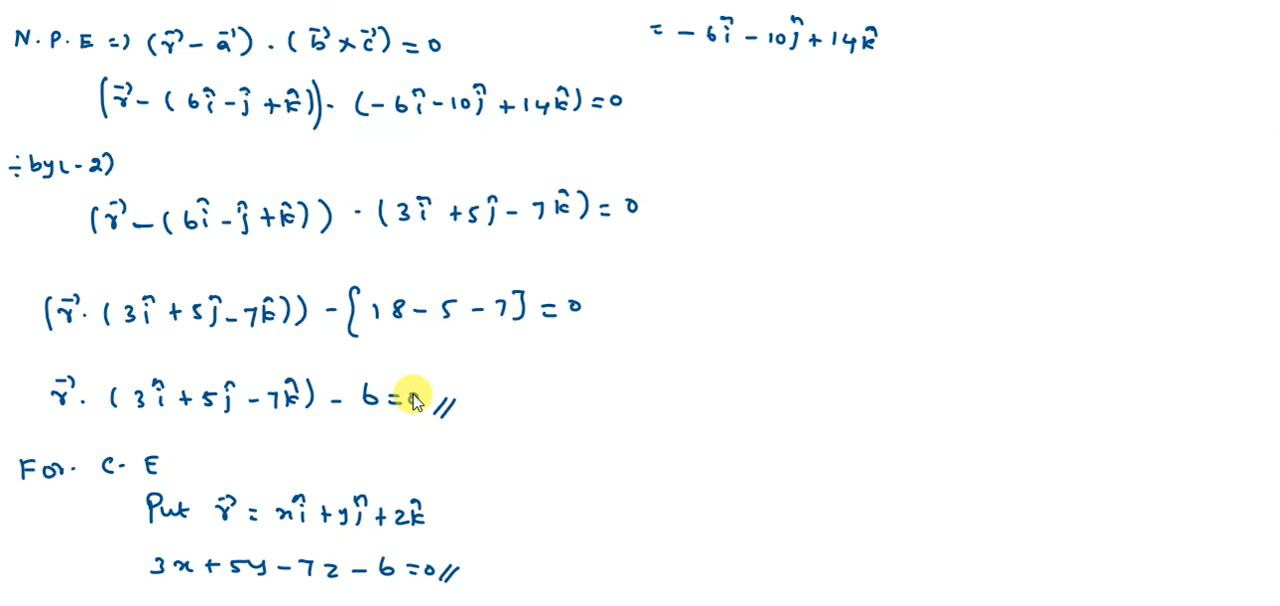 N.P.E => (r⃗ - a⃗) · (b⃗ × c⃗) = 0
= - 6î - 10ĵ + 14k̂
(r⃗ - (6î - ĵ + k̂)) · (-6î - 10ĵ + 14k̂) = 0
÷ by (-2)
(r⃗ - (6î - ĵ + k̂)) · (3î + 5ĵ - 7k̂) = 0
(r⃗ · (3î + 5ĵ - 7k̂)) - [18 - 5 - 7] = 0
r⃗ · (3î + 5ĵ - 7k̂) - 6 = 0 //
For C.E
Put r⃗ = xî + yĵ + zk̂
3x + 5y - 7z - 6 = 0 //